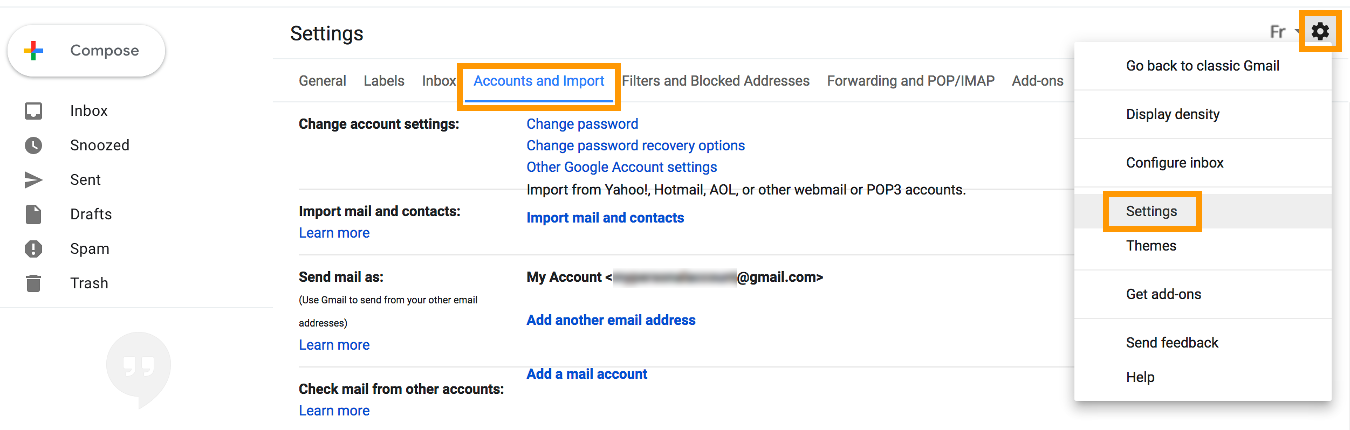 Compose
Inbox
Snoozed
Sent
Drafts
Spam
Trash
Settings
Fr
General Labels Inbox Accounts and Import Filters and Blocked Addresses Forwarding and POP/IMAP Add-ons
Change account settings:
Change password
Change password recovery options
Other Google Account settings
Import from Yahoo!, Hotmail, AOL, or other webmail or POP3 accounts.
Import mail and contacts:
Learn more
Import mail and contacts
Send mail as:
(Use Gmail to send from your other email
addresses)
Learn more
My Account < @gmail.com>
Add another email address
Check mail from other accounts:
Learn more
Add a mail account
Go back to classic Gmail
Display density
Configure inbox
Settings
Themes
Get add-ons
Send feedback
Help